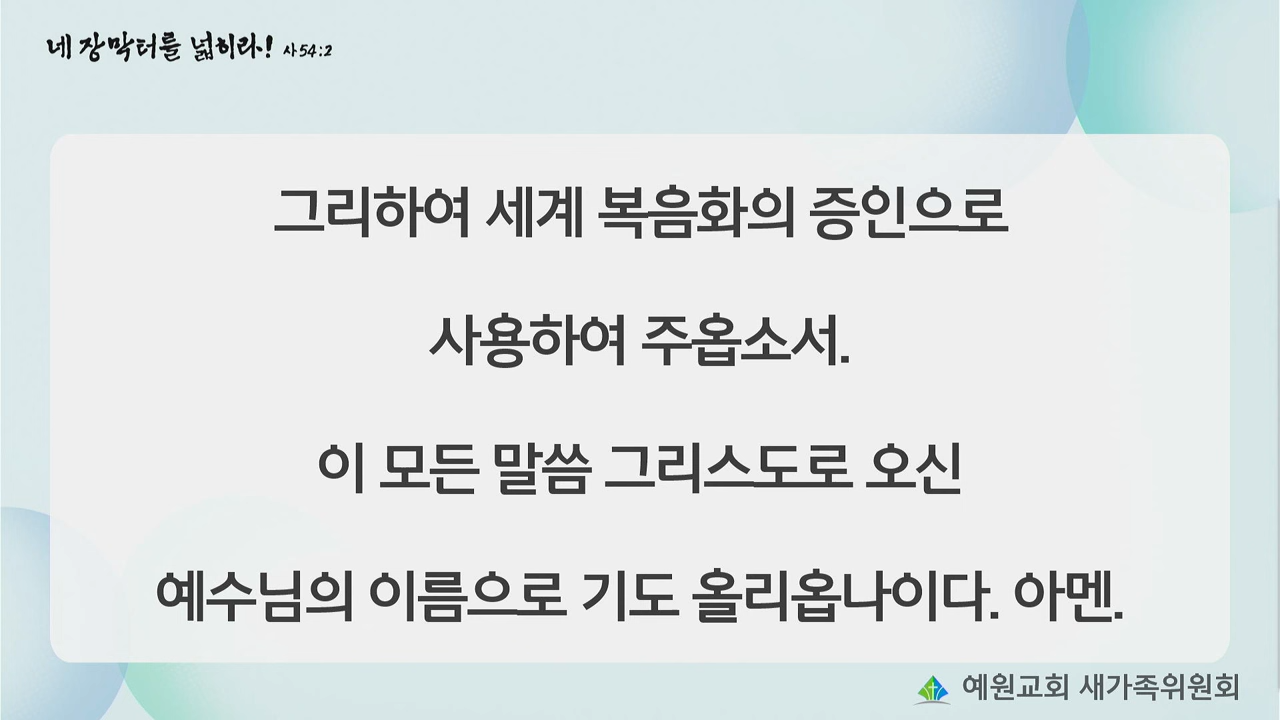 네 장막터를 넓히라! 사54:2
그리하여 세계 복음화의 증인으로
사용하여 주옵소서.
이 모든 말씀 그리스도로 오신
예수님의 이름으로 기도 올리옵나이다. 아멘.
예원교회 새가족위원회